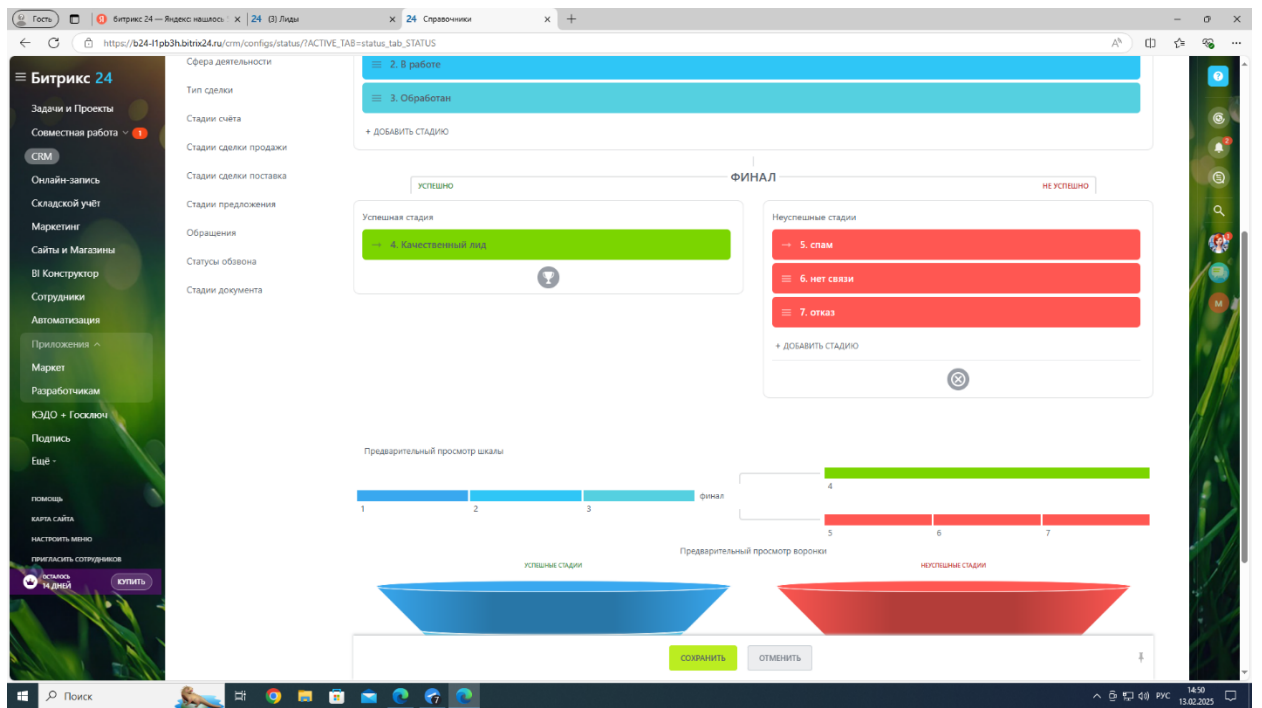 Гость
битрикс 24 — Яндекс: нашлось
24 (3) Лиды
24 Справочники
https://b24-l1pb3h.bitrix24.ru/crm/configs/status/?ACTIVE_TAB=status_tab_STATUS
Битрикс 24
Задачи и Проекты
Совместная работа 1
CRM
Онлайн-запись
Складской учёт
Маркетинг
Сайты и Магазины
BI Конструктор
Сотрудники
Автоматизация
Приложения
Маркет
Разработчикам
КЭДО + Госключ
Подпись
Ещё -
ПОМОЩЬ
КАРТА САЙТА
НАСТРОИТЬ МЕНЮ
ПРИГЛАСИТЬ СОТРУДНИКОВ
ОСТАЛОСЬ
14 ДНЕЙ
КУПИТЬ
Сфера деятельности
Тип сделки
Стадии счёта
Стадии сделки продажи
Стадии сделки поставка
Стадии предложения
Обращения
Статусы обзвона
Стадии документа
2. В работе
3. Обработан
+ ДОБАВИТЬ СТАДИЮ
ФИНАЛ
УСПЕШНО
НЕ УСПЕШНО
Успешная стадия
4. Качественный лид
Неуспешные стадии
5. спам
6. нет связи
7. отказ
+ ДОБАВИТЬ СТАДИЮ
Предварительный просмотр шкалы
финал
1 2 3
4
5 6 7
Предварительный просмотр воронки
УСПЕШНЫЕ СТАДИИ
НЕУСПЕШНЫЕ СТАДИИ
СОХРАНИТЬ
ОТМЕНИТЬ
2
М
Поиск
РУС
14:50
13.02.2025